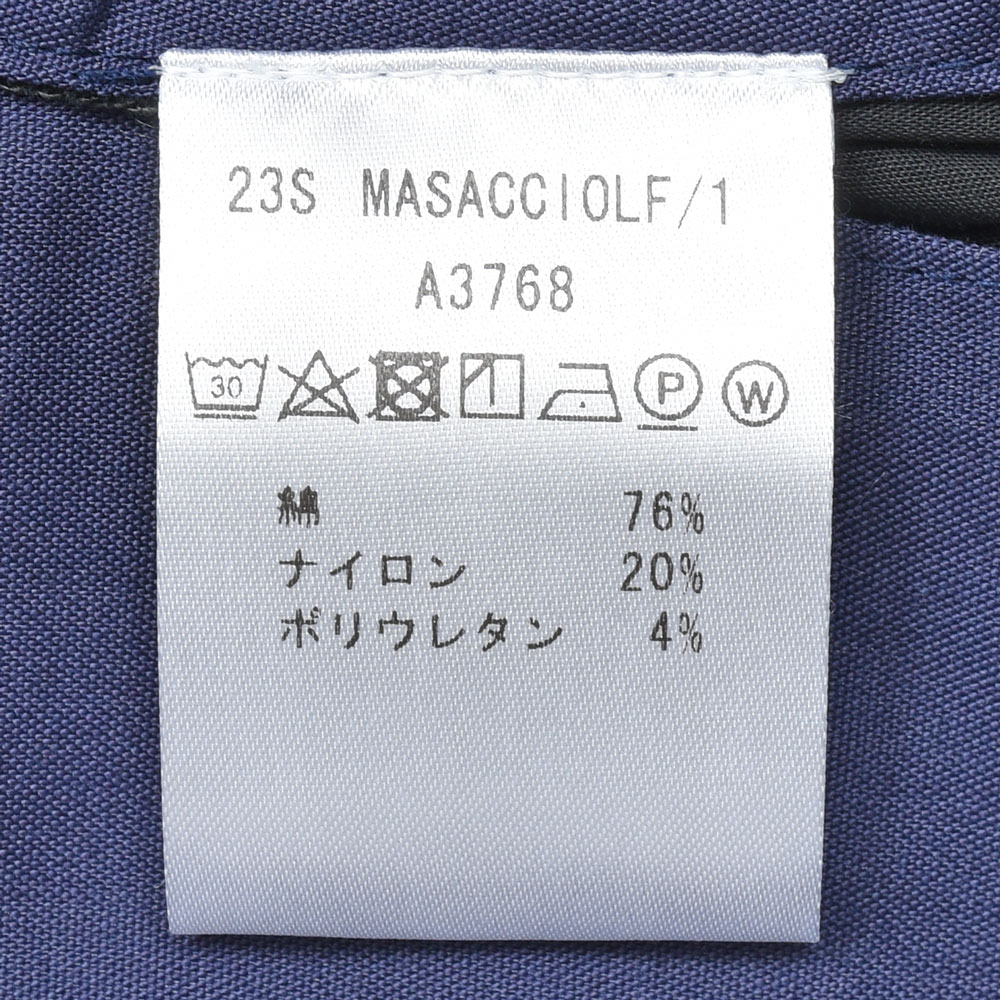 23S MASACCIOLF/1
A3768
30 P W
綿 76%
ナイロン 20%
ポリウレタン 4%